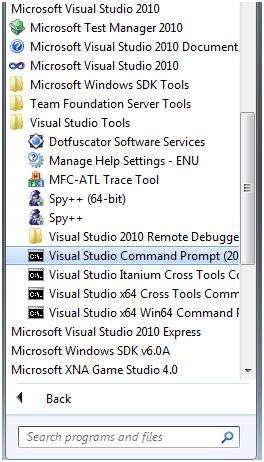 Microsoft Visual Studio 2010
Microsoft Test Manager 2010
Microsoft Visual Studio 2010 Document
Microsoft Visual Studio 2010
Microsoft Windows SDK Tools
Team Foundation Server Tools
Visual Studio Tools
Dotfuscator Software Services
Manage Help Settings - ENU
MFC-ATL Trace Tool
Spy++ (64-bit)
Spy++
Visual Studio 2010 Remote Debugge
Visual Studio Command Prompt (20
Visual Studio Itanium Cross Tools Co
Visual Studio x64 Cross Tools Comm
Visual Studio x64 Win64 Command P
Microsoft Visual Studio 2010 Express
Microsoft Windows SDK v6.0A
Microsoft XNA Game Studio 4.0
Back
Search programs and files